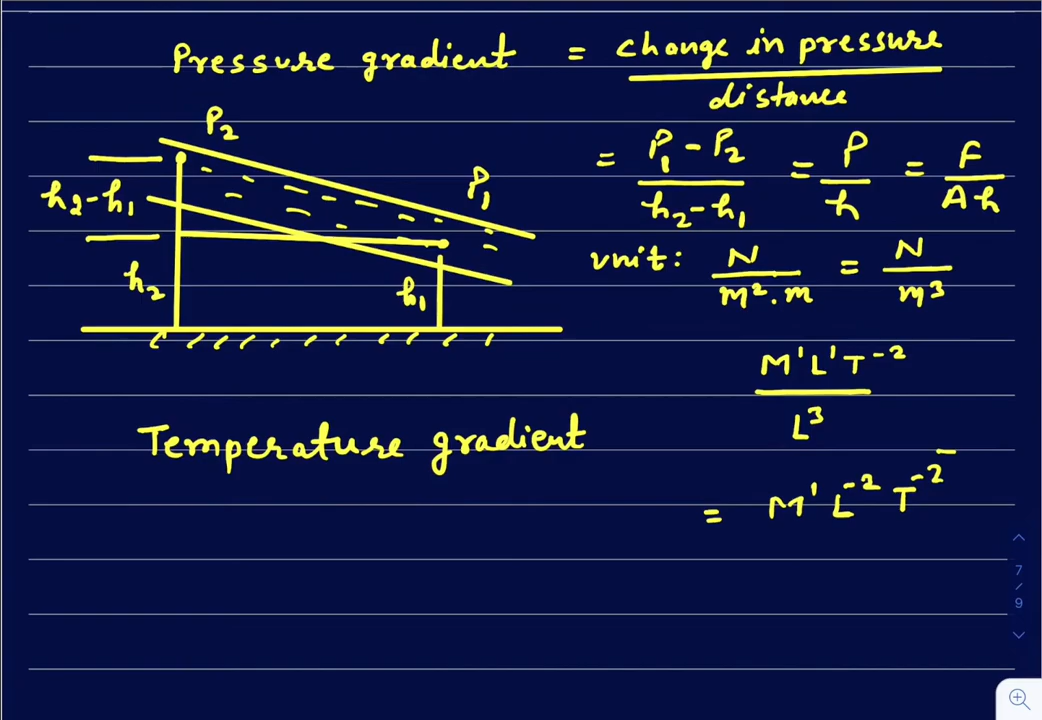 Pressure gradient = change in pressure / distance
P₂
= P₁ - P₂ / h₂ - h₁ = P / h = F / A h
h₂-h₁
P₁
unit: N / m² . m = N / m³
h₂
h₁
M¹ L¹ T⁻² / L³
Temperature gradient
= M¹ L⁻² T⁻²
7
/
9